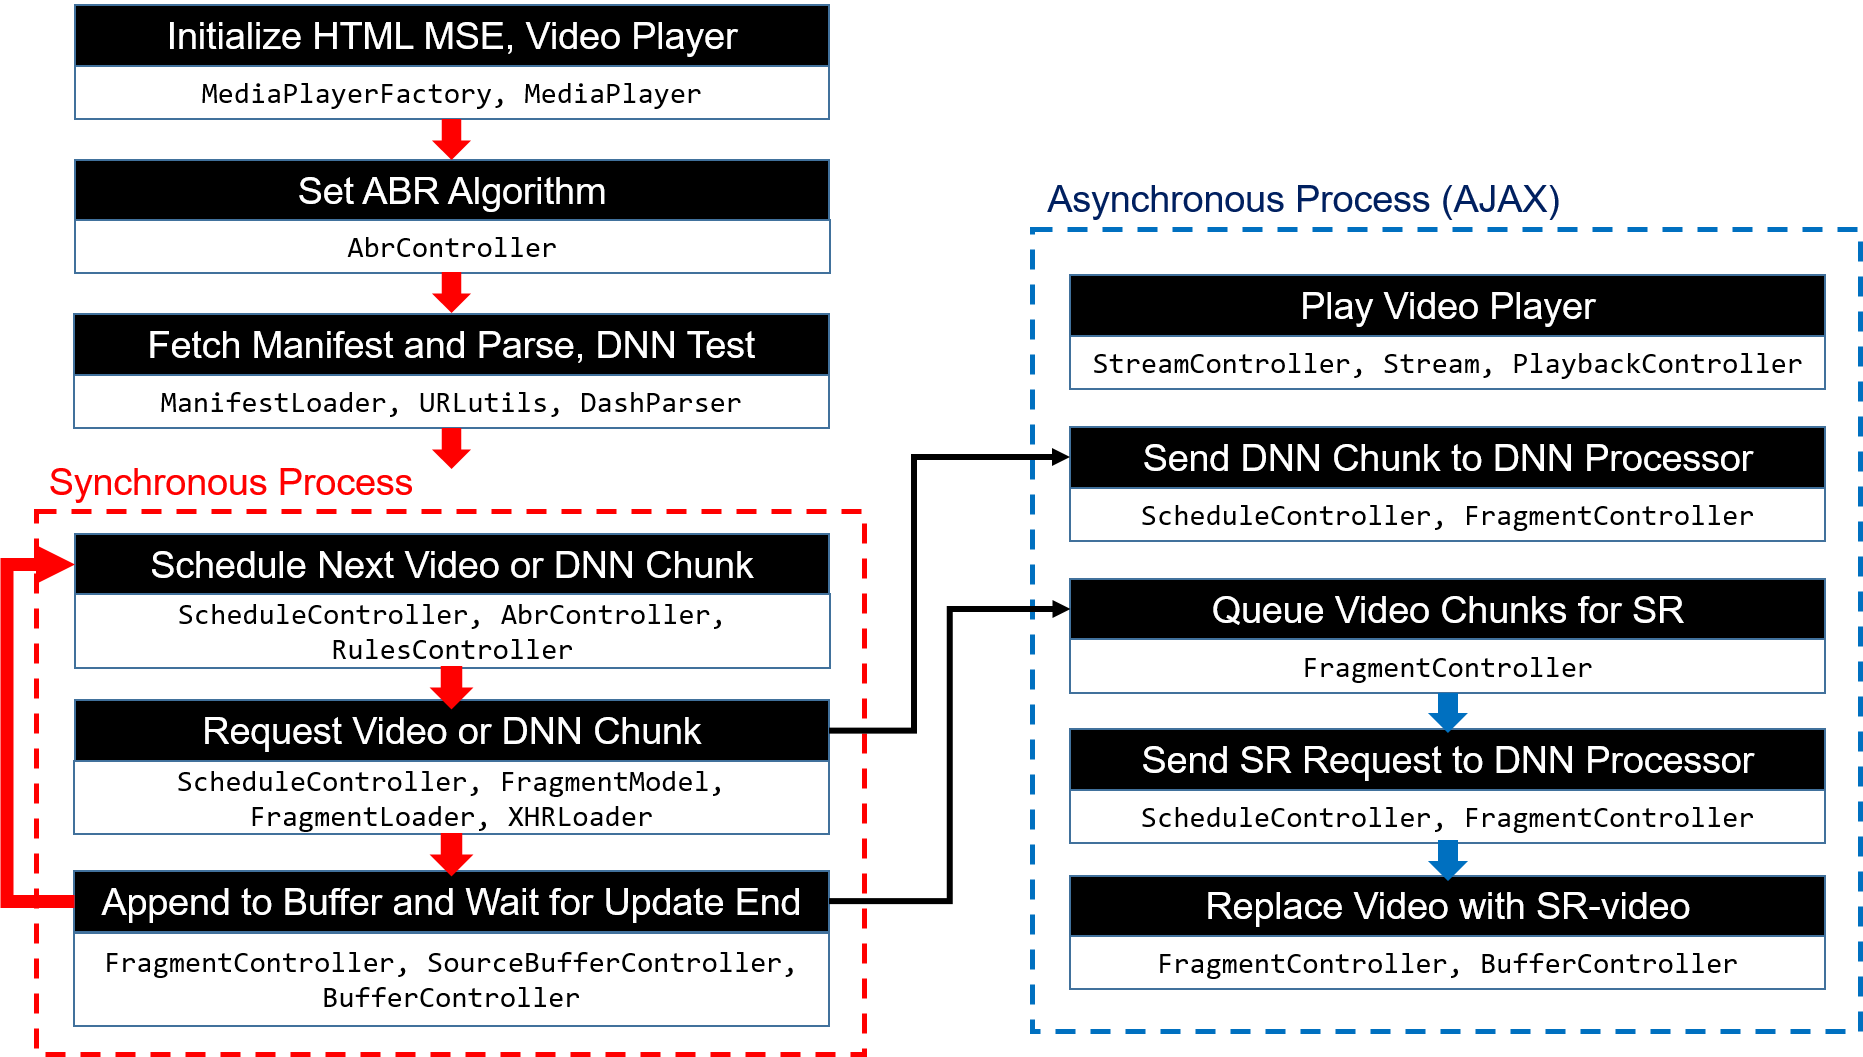 Initialize HTML MSE, Video Player
MediaPlayerFactory, MediaPlayer
Set ABR Algorithm
AbrController
Fetch Manifest and Parse, DNN Test
ManifestLoader, URLutils, DashParser
Synchronous Process
Schedule Next Video or DNN Chunk
ScheduleController, AbrController,
RulesController
Request Video or DNN Chunk
ScheduleController, FragmentModel,
FragmentLoader, XHRLoader
Append to Buffer and Wait for Update End
FragmentController, SourceBufferController,
BufferController
Asynchronous Process (AJAX)
Play Video Player
StreamController, Stream, PlaybackController
Send DNN Chunk to DNN Processor
ScheduleController, FragmentController
Queue Video Chunks for SR
FragmentController
Send SR Request to DNN Processor
ScheduleController, FragmentController
Replace Video with SR-video
FragmentController, BufferController